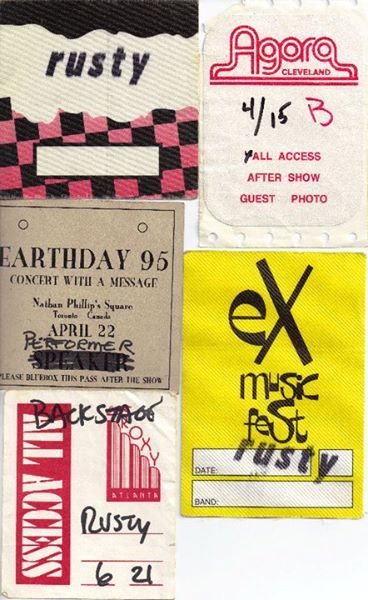 rusty
Agora
CLEVELAND
4/15 B
ALL ACCESS
AFTER SHOW
GUEST PHOTO
EARTHDAY 95
CONCERT WITH A MESSAGE
Nathan Phillip's Square
Toronto Canada
APRIL 22
PERFORMER
SPEAKER
PLEASE BLUEBOX THIS PASS AFTER THE SHOW
eX
music
feSt
rusty
DATE:
BAND:
BACKSTAGE
ALL ACCESS
ROXY
ATLANTA
RUSTY
6 21